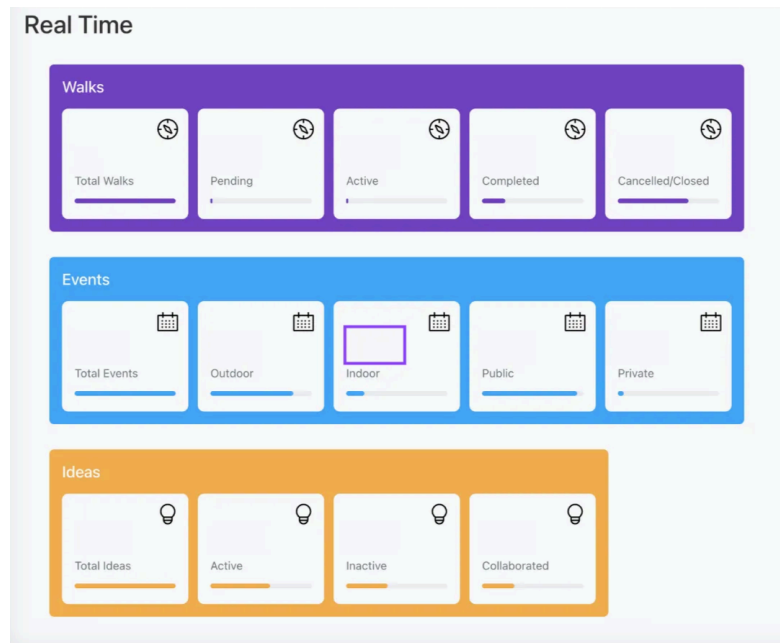 Real Time
Walks
Total Walks
Pending
Active
Completed
Cancelled/Closed
Events
Total Events
Outdoor
Indoor
Public
Private
Ideas
Total Ideas
Active
Inactive
Collaborated